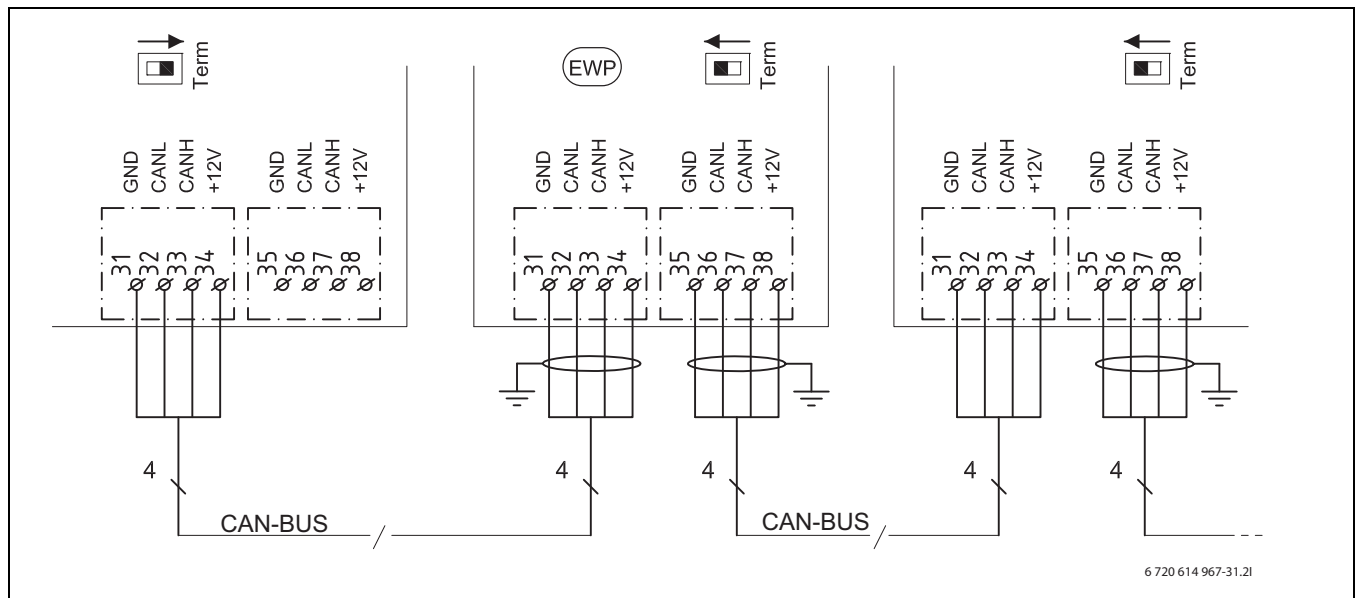 Term
EWP
Term
Term
GND CANL CANH +12V
GND CANL CANH +12V
GND CANL CANH +12V
GND CANL CANH +12V
GND CANL CANH +12V
GND CANL CANH +12V
31 32 33 34
35 36 37 38
31 32 33 34
35 36 37 38
31 32 33 34
35 36 37 38
4
4
4
4
4
CAN-BUS
CAN-BUS
6 720 614 967-31.2I